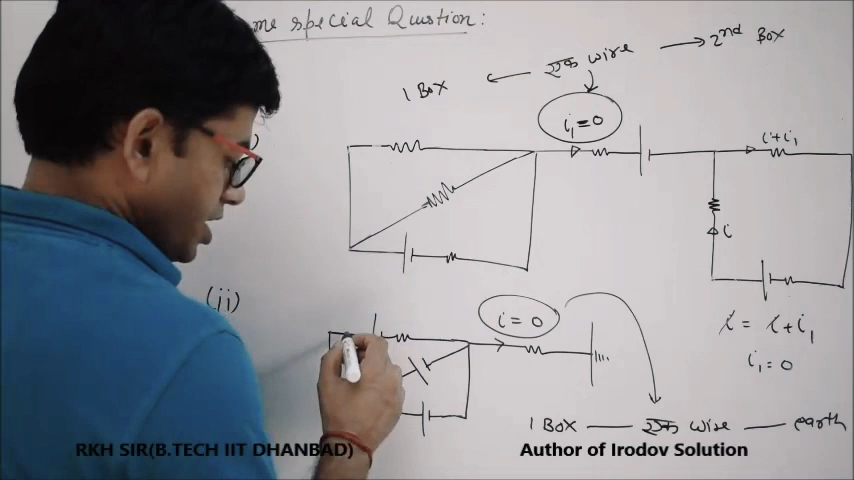 me special Question :
1 Box ← एक wire → 2nd Box
i₁=0
i+i₁
i
(ii)
i=0
i = i+i₁
i₁=0
1 Box — एक wire — earth
RKH SIR(B.TECH IIT DHANBAD)
Author of Irodov Solution